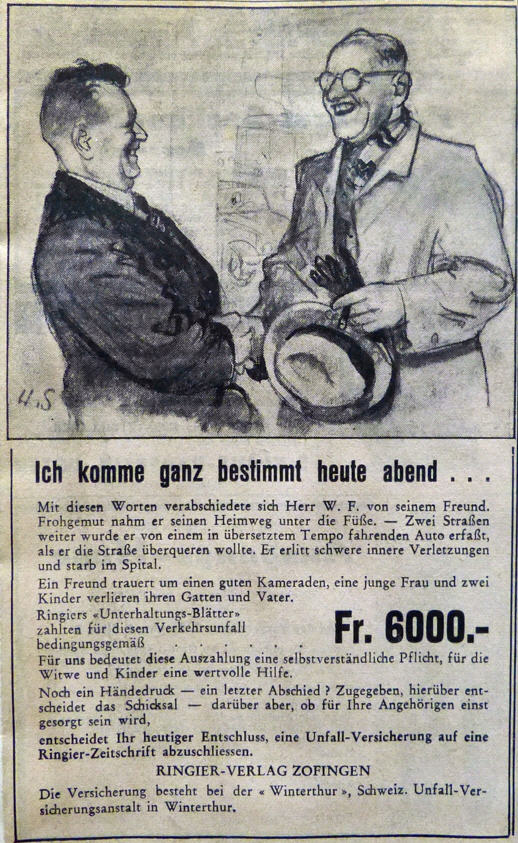 H.S
Ich komme ganz bestimmt heute abend . . .
Mit diesen Worten verabschiedete sich Herr W. F. von seinem Freund.
Frohgemut nahm er seinen Heimweg unter die Füße. — Zwei Straßen
weiter wurde er von einem in übersetztem Tempo fahrenden Auto erfaßt,
als er die Straße überqueren wollte. Er erlitt schwere innere Verletzungen
und starb im Spital.
Ein Freund trauert um einen guten Kameraden, eine junge Frau und zwei
Kinder verlieren ihren Gatten und Vater.
Ringiers «Unterhaltungs-Blätter»
zahlten für diesen Verkehrsunfall
bedingungsgemäß . . . . . . . Fr. 6000.-
Für uns bedeutet diese Auszahlung eine selbstverständliche Pflicht, für die
Witwe und Kinder eine wertvolle Hilfe.
Noch ein Händedruck — ein letzter Abschied? Zugegeben, hierüber ent-
scheidet das Schicksal — darüber aber, ob für Ihre Angehörigen einst
gesorgt sein wird,
entscheidet Ihr heutiger Entschluss, eine Unfall-Versicherung auf eine
Ringier-Zeitschrift abzuschliessen.
RINGIER-VERLAG ZOFINGEN
Die Versicherung besteht bei der « Winterthur », Schweiz. Unfall-Ver-
sicherungsanstalt in Winterthur.